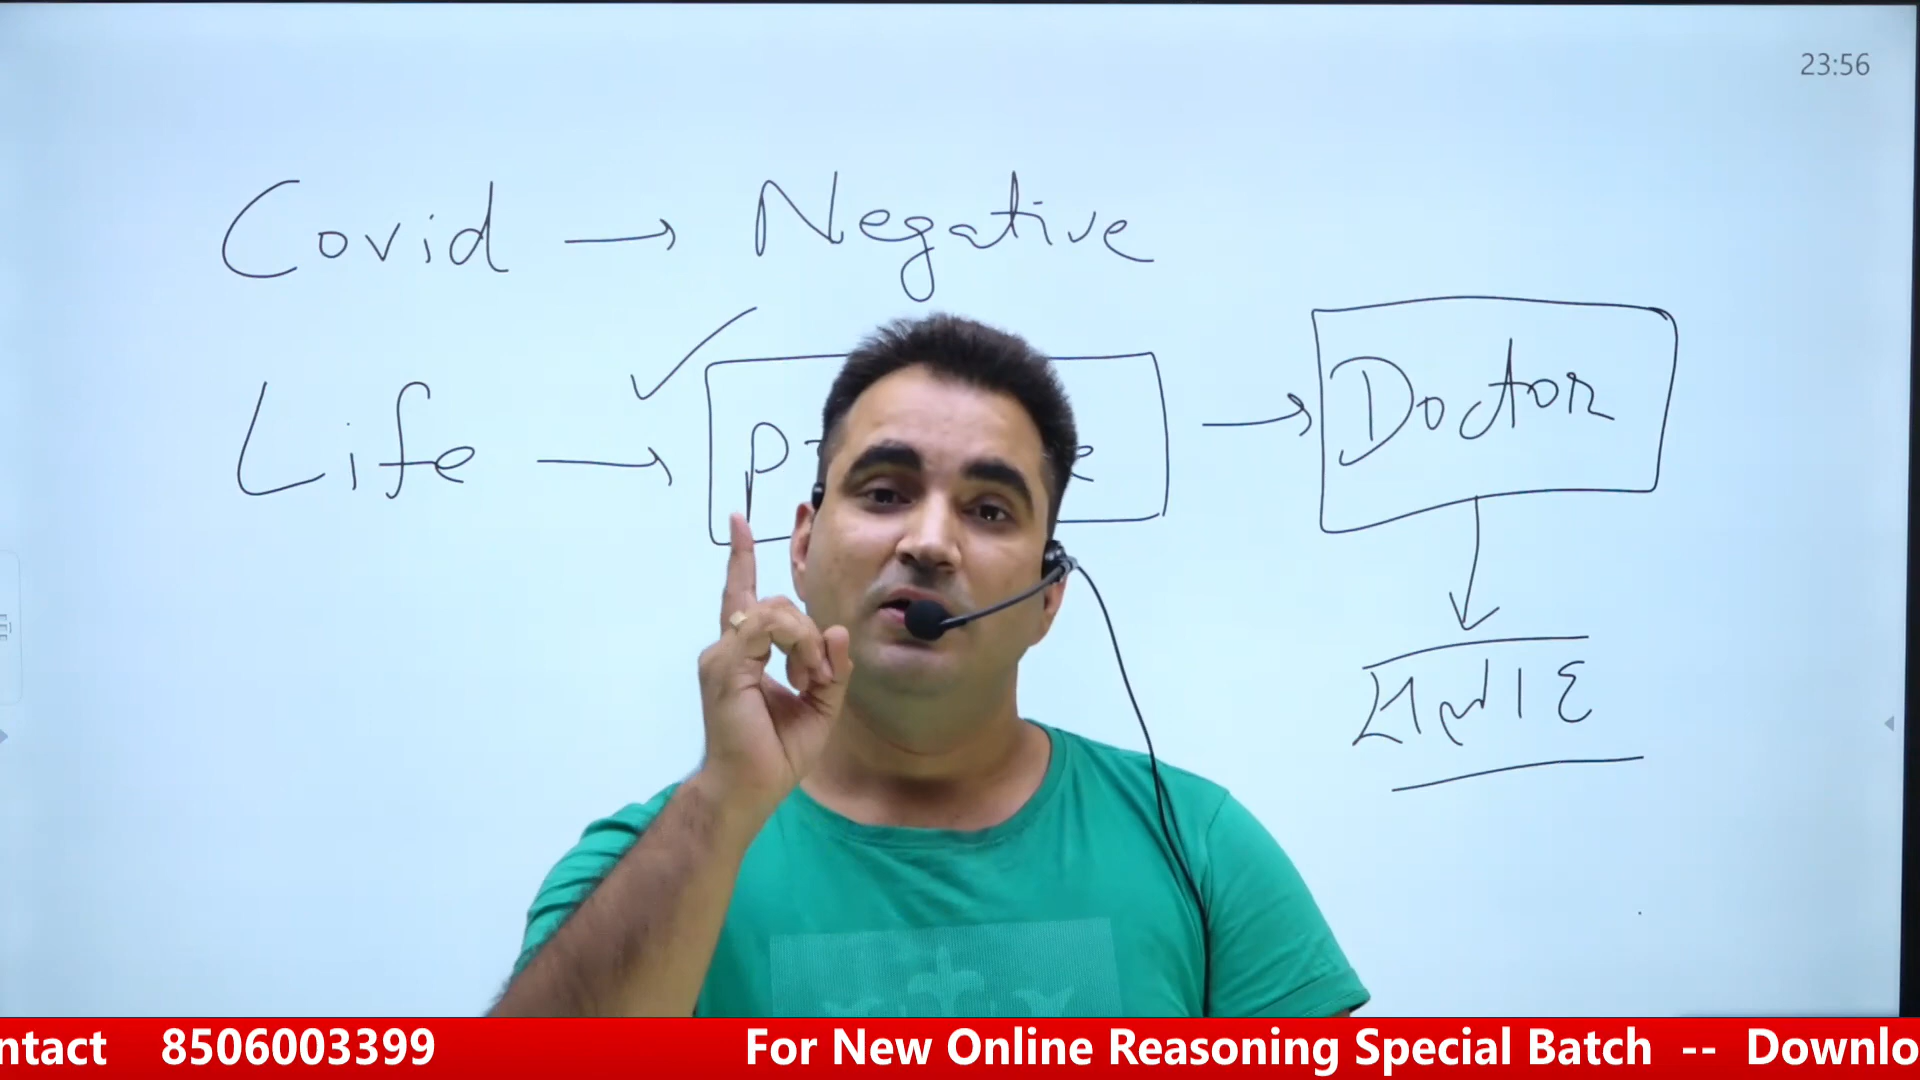 23:56
Covid → Negative
Life → → Doctor
ntact 8506003399 For New Online Reasoning Special Batch -- Downlo